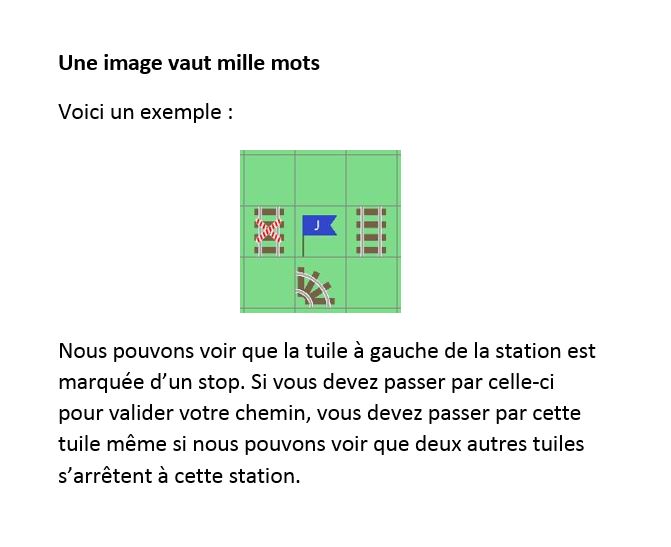 Une image vaut mille mots
Voici un exemple :
J
Nous pouvons voir que la tuile à gauche de la station est
marquée d’un stop. Si vous devez passer par celle-ci
pour valider votre chemin, vous devez passer par cette
tuile même si nous pouvons voir que deux autres tuiles
s’arrêtent à cette station.